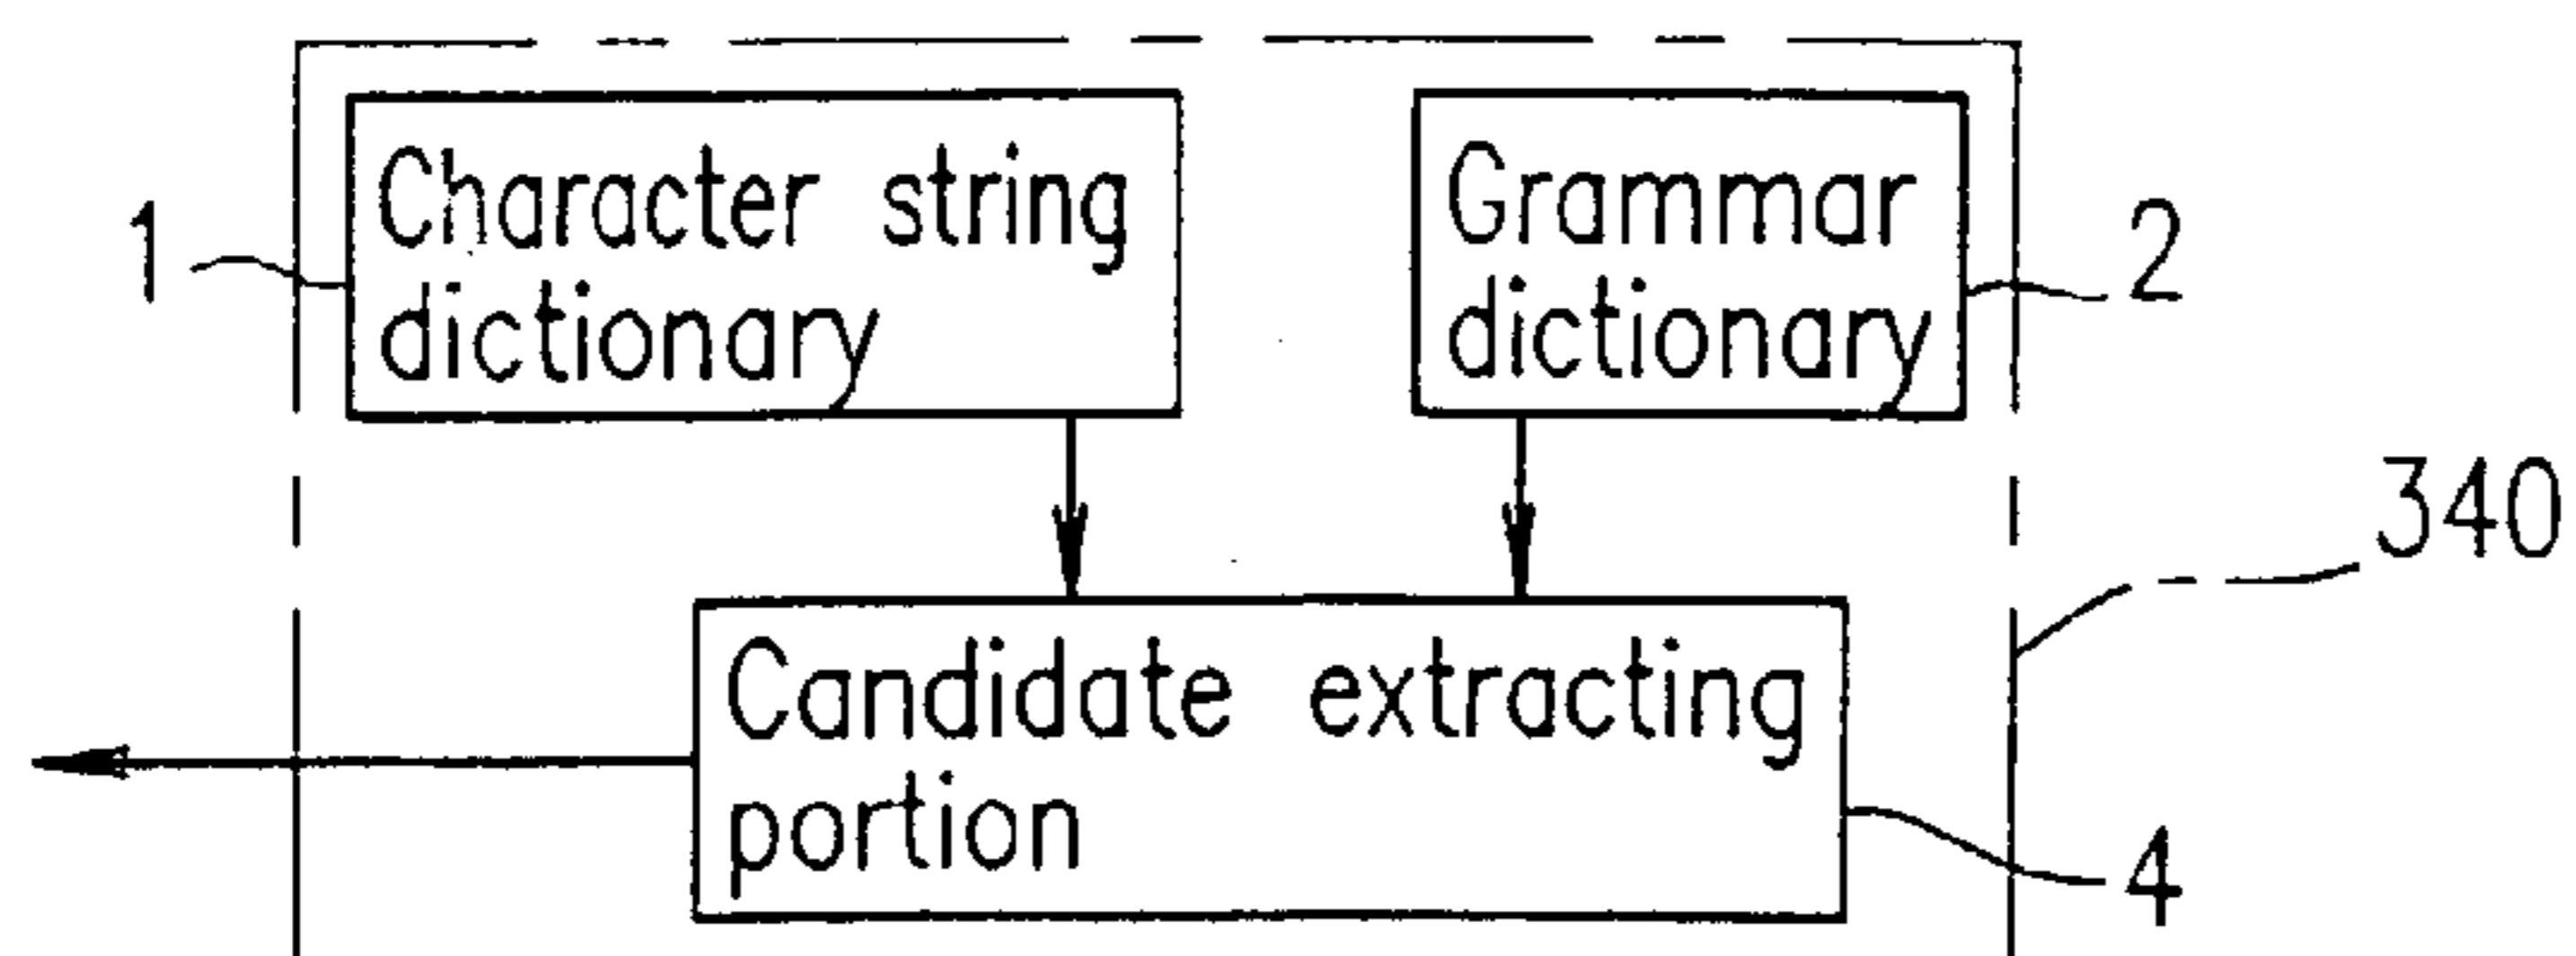 Character string
dictionary
Grammar
dictionary
1
2
340
Candidate extracting
portion
4